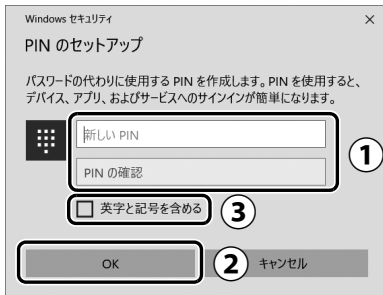 Windows セキュリティ
×
PIN のセットアップ
パスワードの代わりに使用する PIN を作成します。PIN を使用すると、
デバイス、アプリ、およびサービスへのサインインが簡単になります。
新しい PIN
①
PIN の確認
英字と記号を含める
③
OK
②
キャンセル